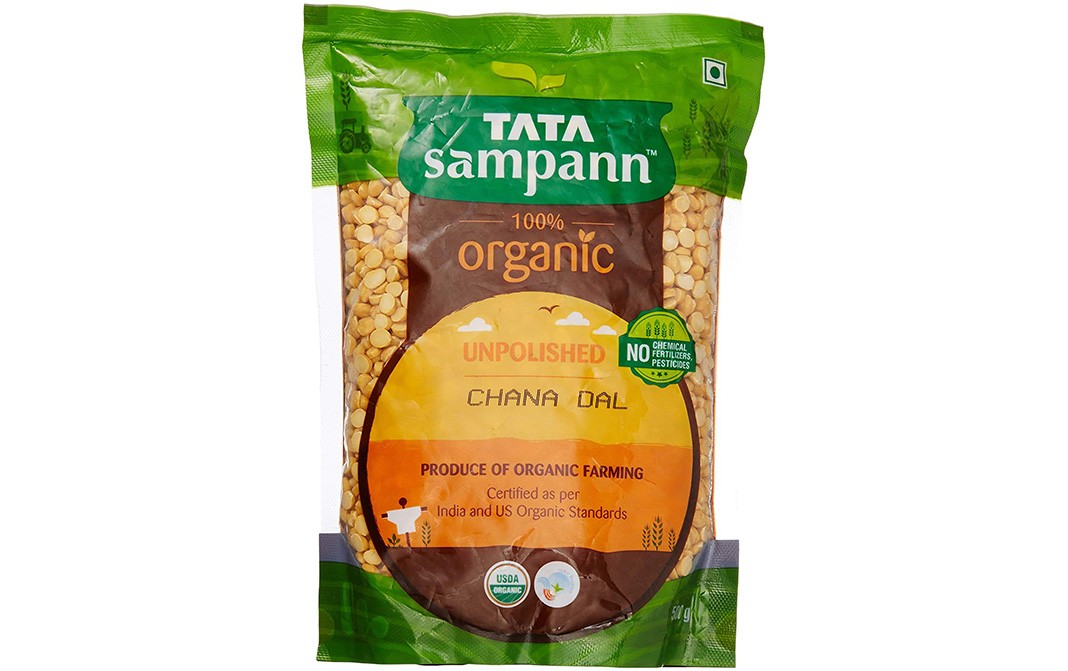 TATA
sampann™
100%
organic
UNPOLISHED
CHANA DAL
NO CHEMICAL
FERTILIZERS,
PESTICIDES
PRODUCE OF ORGANIC FARMING
Certified as per
India and US Organic Standards
USDA
ORGANIC
500 g